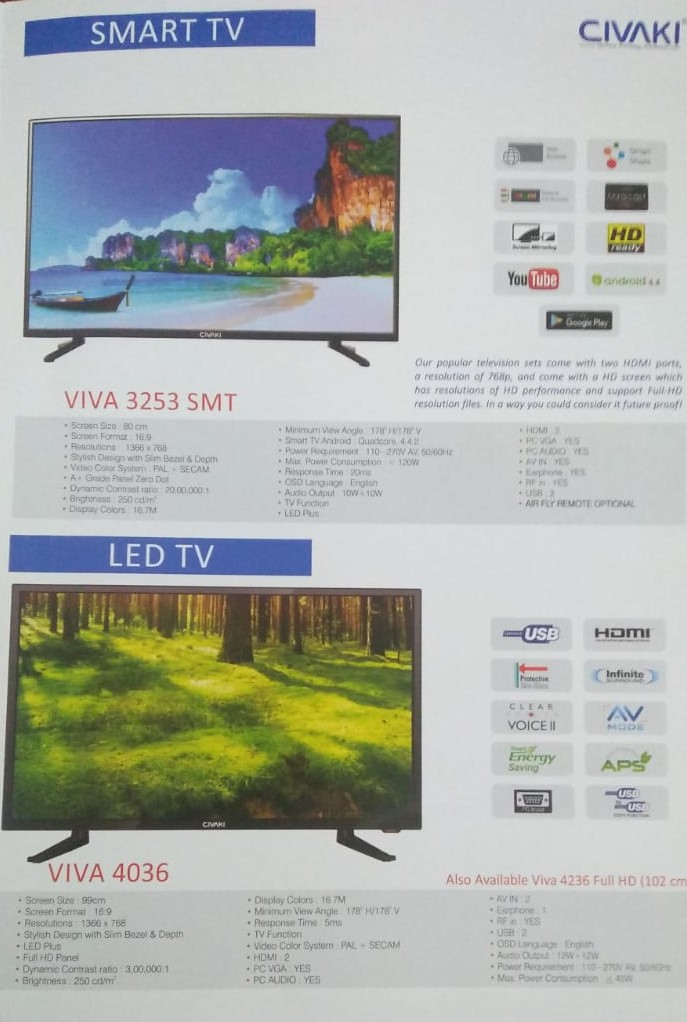 SMART TV
CIVAKI
Smart
Share
Screen Mirroring
HD
ready
YouTube
android 4.4
Google Play
CIVAKI
Our popular television sets come with two HDMI ports,
a resolution of 768p, and come with a HD screen which
has resolutions of HD performance and support Full-HD
resolution files. In a way you could consider it future proof!
VIVA 3253 SMT
• Screen Size : 80 cm
• Screen Format : 16:9
• Resolutions : 1366 x 768
• Stylish Design with Slim Bezel & Depth
• Video Color System : PAL + SECAM
• A+ Grade Panel Zero Dot
• Dynamic Contrast ratio : 20,00,000:1
• Brightness : 250 cd/m²
• Display Colors : 16.7M
• Minimum View Angle : 178° H/178° V
• Smart TV Android : Quadcore, 4.4.2
• Power Requirement : 110 - 270V AV, 50/60Hz
• Max. Power Consumption : ≤ 120W
• Response Time : 20ms
• OSD Language : English
• Audio Output : 10W+10W
• TV Function
• LED Plus
• HDMI : 2
• PC VGA : YES
• PC AUDIO : YES
• AV IN : YES
• Earphone : YES
• RF in : YES
• USB : 2
• AIR FLY REMOTE OPTIONAL
LED TV
USB
HDMI
Protective
Infinite
CLEAR
VOICE II
AV
MODE
Smart
Energy
Saving
APS
USB
to
USB
CIVAKI
VIVA 4036
Also Available Viva 4236 Full HD (102 cm
• Screen Size : 99cm
• Screen Format : 16:9
• Resolutions : 1366 x 768
• Stylish Design with Slim Bezel & Depth
• LED Plus
• Full HD Panel
• Dynamic Contrast ratio : 3,00,000:1
• Brightness : 250 cd/m²
• Display Colors : 16.7M
• Minimum View Angle : 178° H/178° V
• Response Time : 5ms
• TV Function
• Video Color System : PAL + SECAM
• HDMI : 2
• PC VGA : YES
• PC AUDIO : YES
• AV IN : 2
• Earphone : 1
• RF in : YES
• USB : 2
• OSD Language : English
• Audio Output : 12W+12W
• Power Requirement : 110 - 270V AV, 50/60Hz
• Max. Power Consumption : ≤ 45W